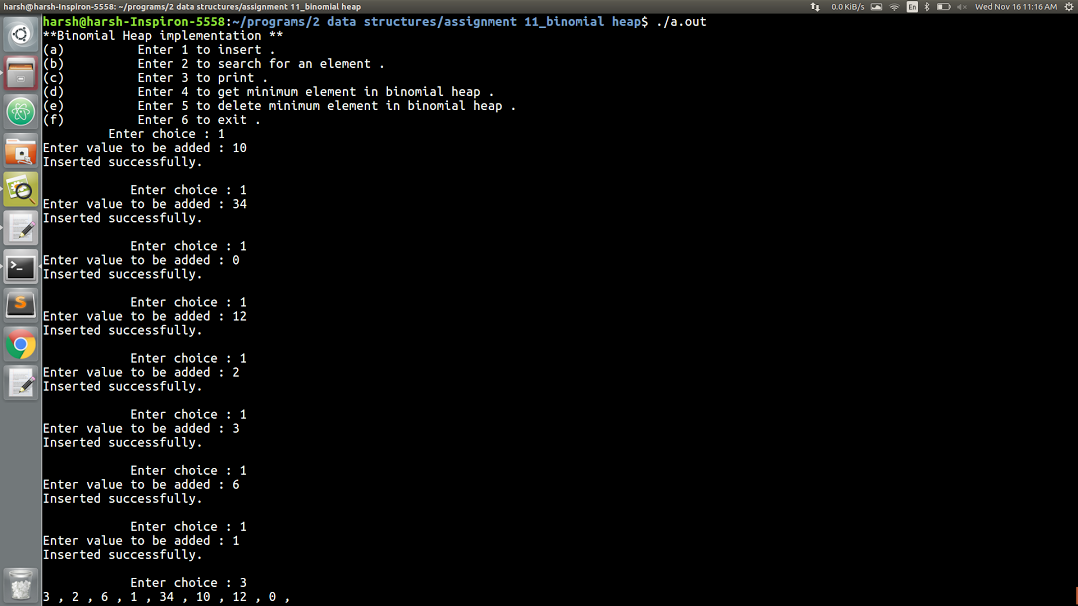 harsh@harsh-Inspiron-5558: ~/programs/2 data structures/assignment 11_binomial heap
0.0 KiB/s En Wed Nov 16 11:16 AM
harsh@harsh-Inspiron-5558:~/programs/2 data structures/assignment 11_binomial heap$ ./a.out
**Binomial Heap implementation **
(a) Enter 1 to insert .
(b) Enter 2 to search for an element .
(c) Enter 3 to print .
(d) Enter 4 to get minimum element in binomial heap .
(e) Enter 5 to delete minimum element in binomial heap .
(f) Enter 6 to exit .
Enter choice : 1
Enter value to be added : 10
Inserted successfully.
Enter choice : 1
Enter value to be added : 34
Inserted successfully.
Enter choice : 1
Enter value to be added : 0
Inserted successfully.
Enter choice : 1
Enter value to be added : 12
Inserted successfully.
Enter choice : 1
Enter value to be added : 2
Inserted successfully.
Enter choice : 1
Enter value to be added : 3
Inserted successfully.
Enter choice : 1
Enter value to be added : 6
Inserted successfully.
Enter choice : 1
Enter value to be added : 1
Inserted successfully.
Enter choice : 3
3 , 2 , 6 , 1 , 34 , 10 , 12 , 0 ,